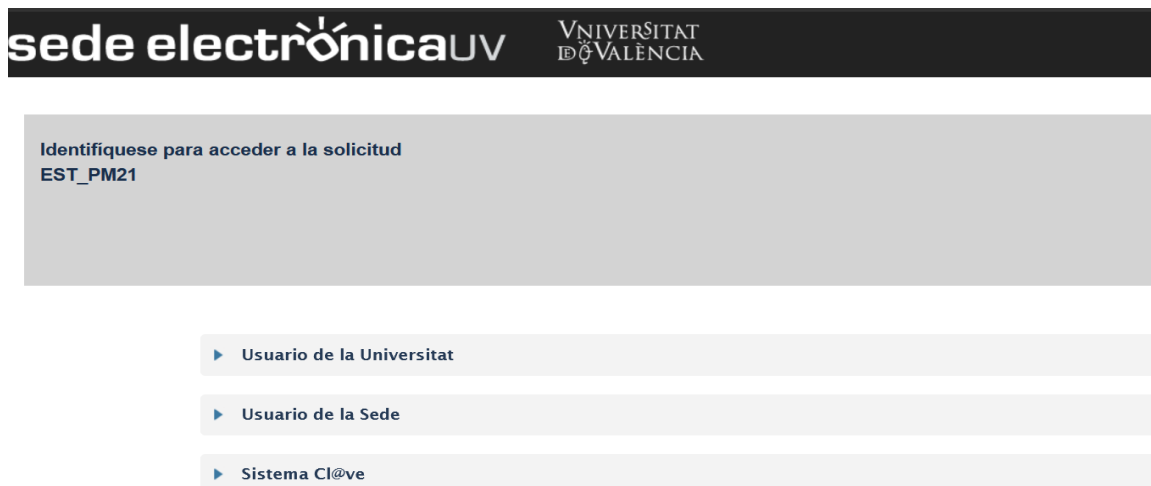 sede electrònicauv
VNIVERSITAT
D VALÈNCIA
Identifíquese para acceder a la solicitud
EST_PM21
Usuario de la Universitat
Usuario de la Sede
Sistema Cl@ve